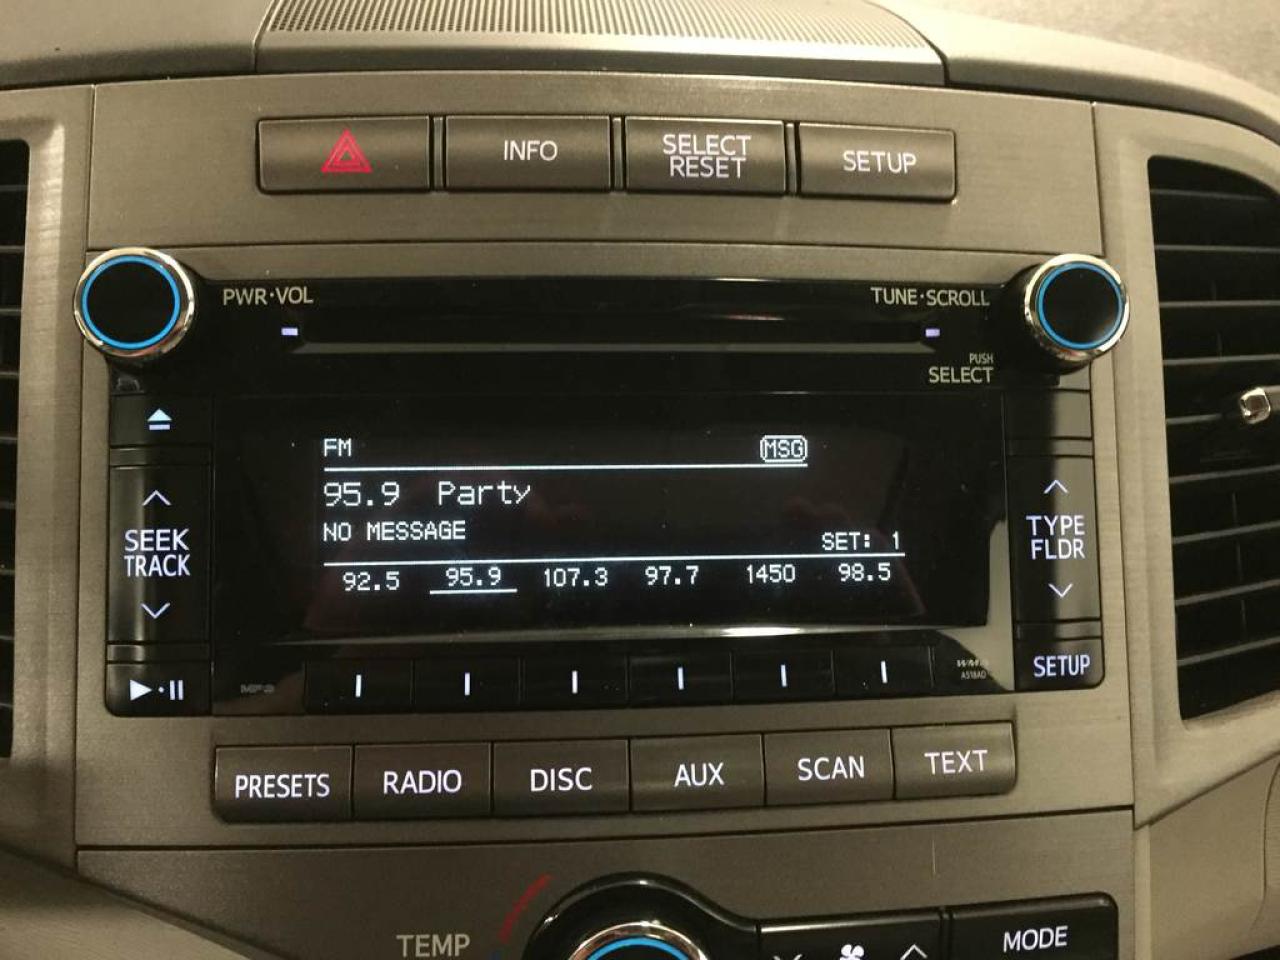 INFO
SELECT
RESET
SETUP
PWR·VOL
TUNE·SCROLL
PUSH
SELECT
FM
MSG
95.9 Party
NO MESSAGE
SET: 1
92.5 95.9 107.3 97.7 1450 98.5
SEEK
TRACK
TYPE
FLDR
SETUP
MP3
A518A0
PRESETS
RADIO
DISC
AUX
SCAN
TEXT
TEMP
MODE